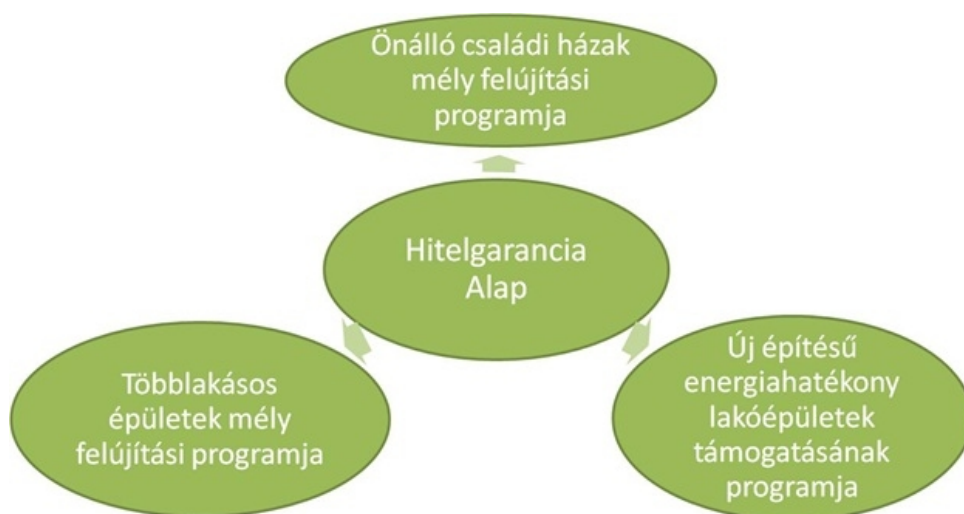 Önálló családi házak
mély felújítási
programja
Hitelgarancia
Alap
Többlakásos
épületek mély
felújítási programja
Új építésű
energiahatékony
lakóépületek
támogatásának
programja